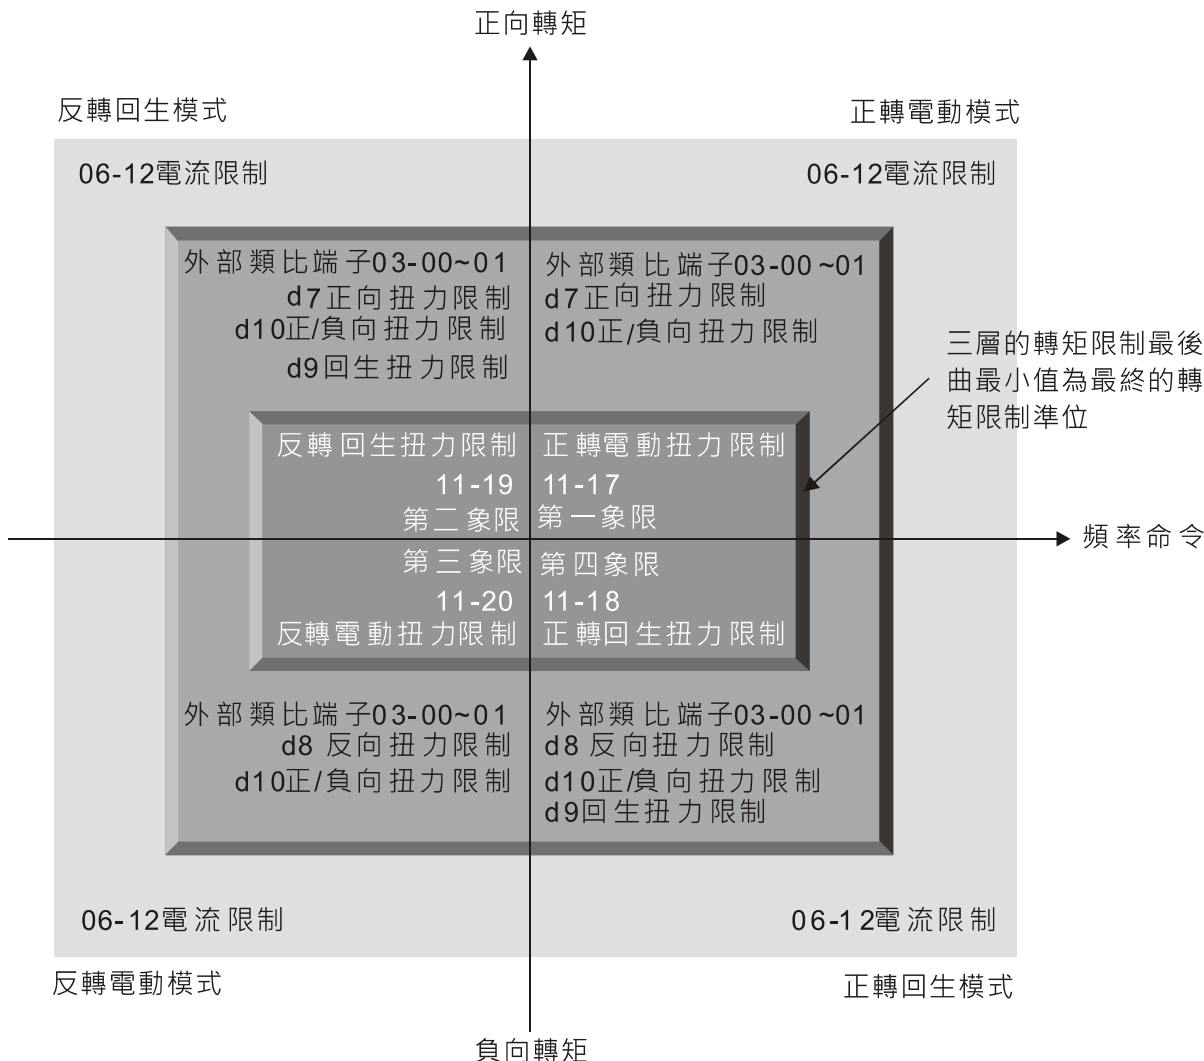 正向轉矩
反轉回生模式
正轉電動模式
06-12電流限制
06-12電流限制
外部類比端子03-00~01
d7正向扭力限制
d10正/負向扭力限制
d9回生扭力限制
外部類比端子03-00~01
d7正向扭力限制
d10正/負向扭力限制
三層的轉矩限制最後
曲最小值為最終的轉
矩限制準位
反轉回生扭力限制
11-19
第二象限
正轉電動扭力限制
11-17
第一象限
頻率命令
第三象限
11-20
反轉電動扭力限制
第四象限
11-18
正轉回生扭力限制
外部類比端子03-00~01
d8 反向扭力限制
d10正/負向扭力限制
外部類比端子03-00~01
d8 反向扭力限制
d10正/負向扭力限制
d9回生扭力限制
06-12電流限制
06-12電流限制
反轉電動模式
正轉回生模式
負向轉矩